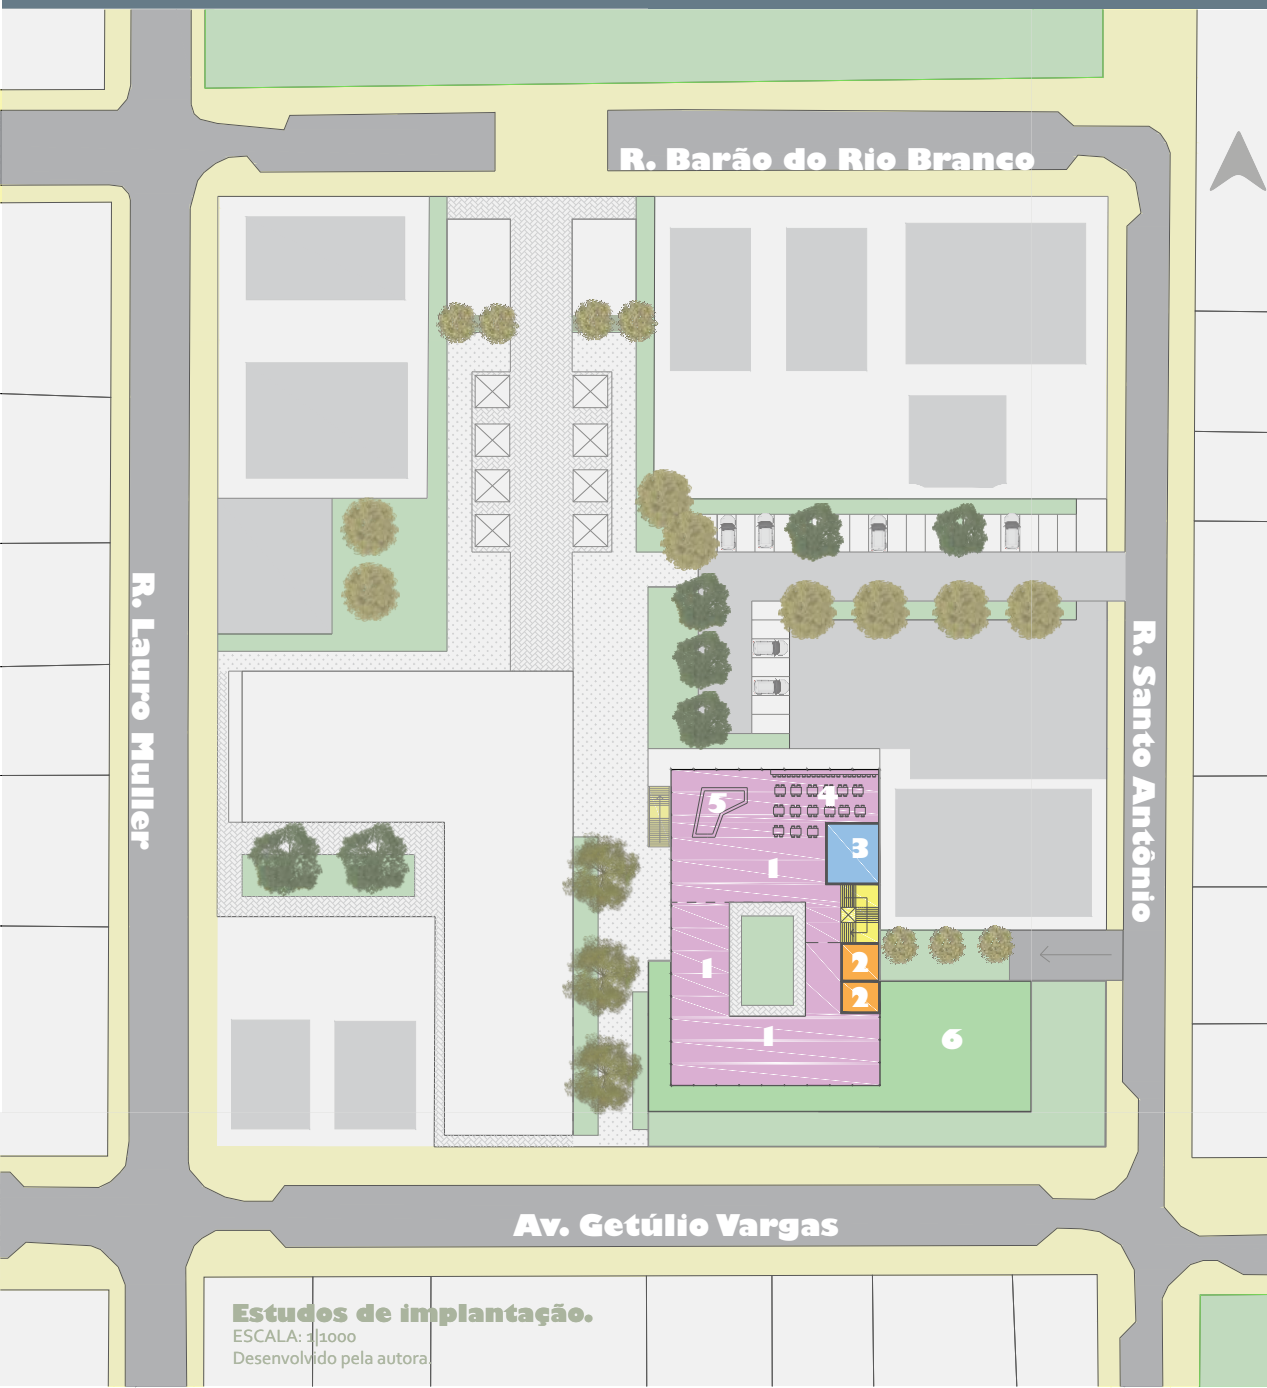 R. Barão do Rio Branco
R. Lauro Muller
R. Santo Antônio
5
4
3
1
2
1
2
1
6
Av. Getúlio Vargas
Estudos de implantação.
ESCALA: 1|1000
Desenvolvido pela autora.